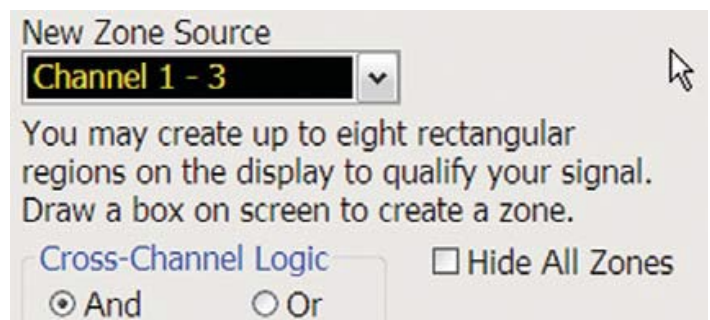 New Zone Source
Channel 1 - 3
You may create up to eight rectangular
regions on the display to qualify your signal.
Draw a box on screen to create a zone.
Cross-Channel Logic
Hide All Zones
And Or